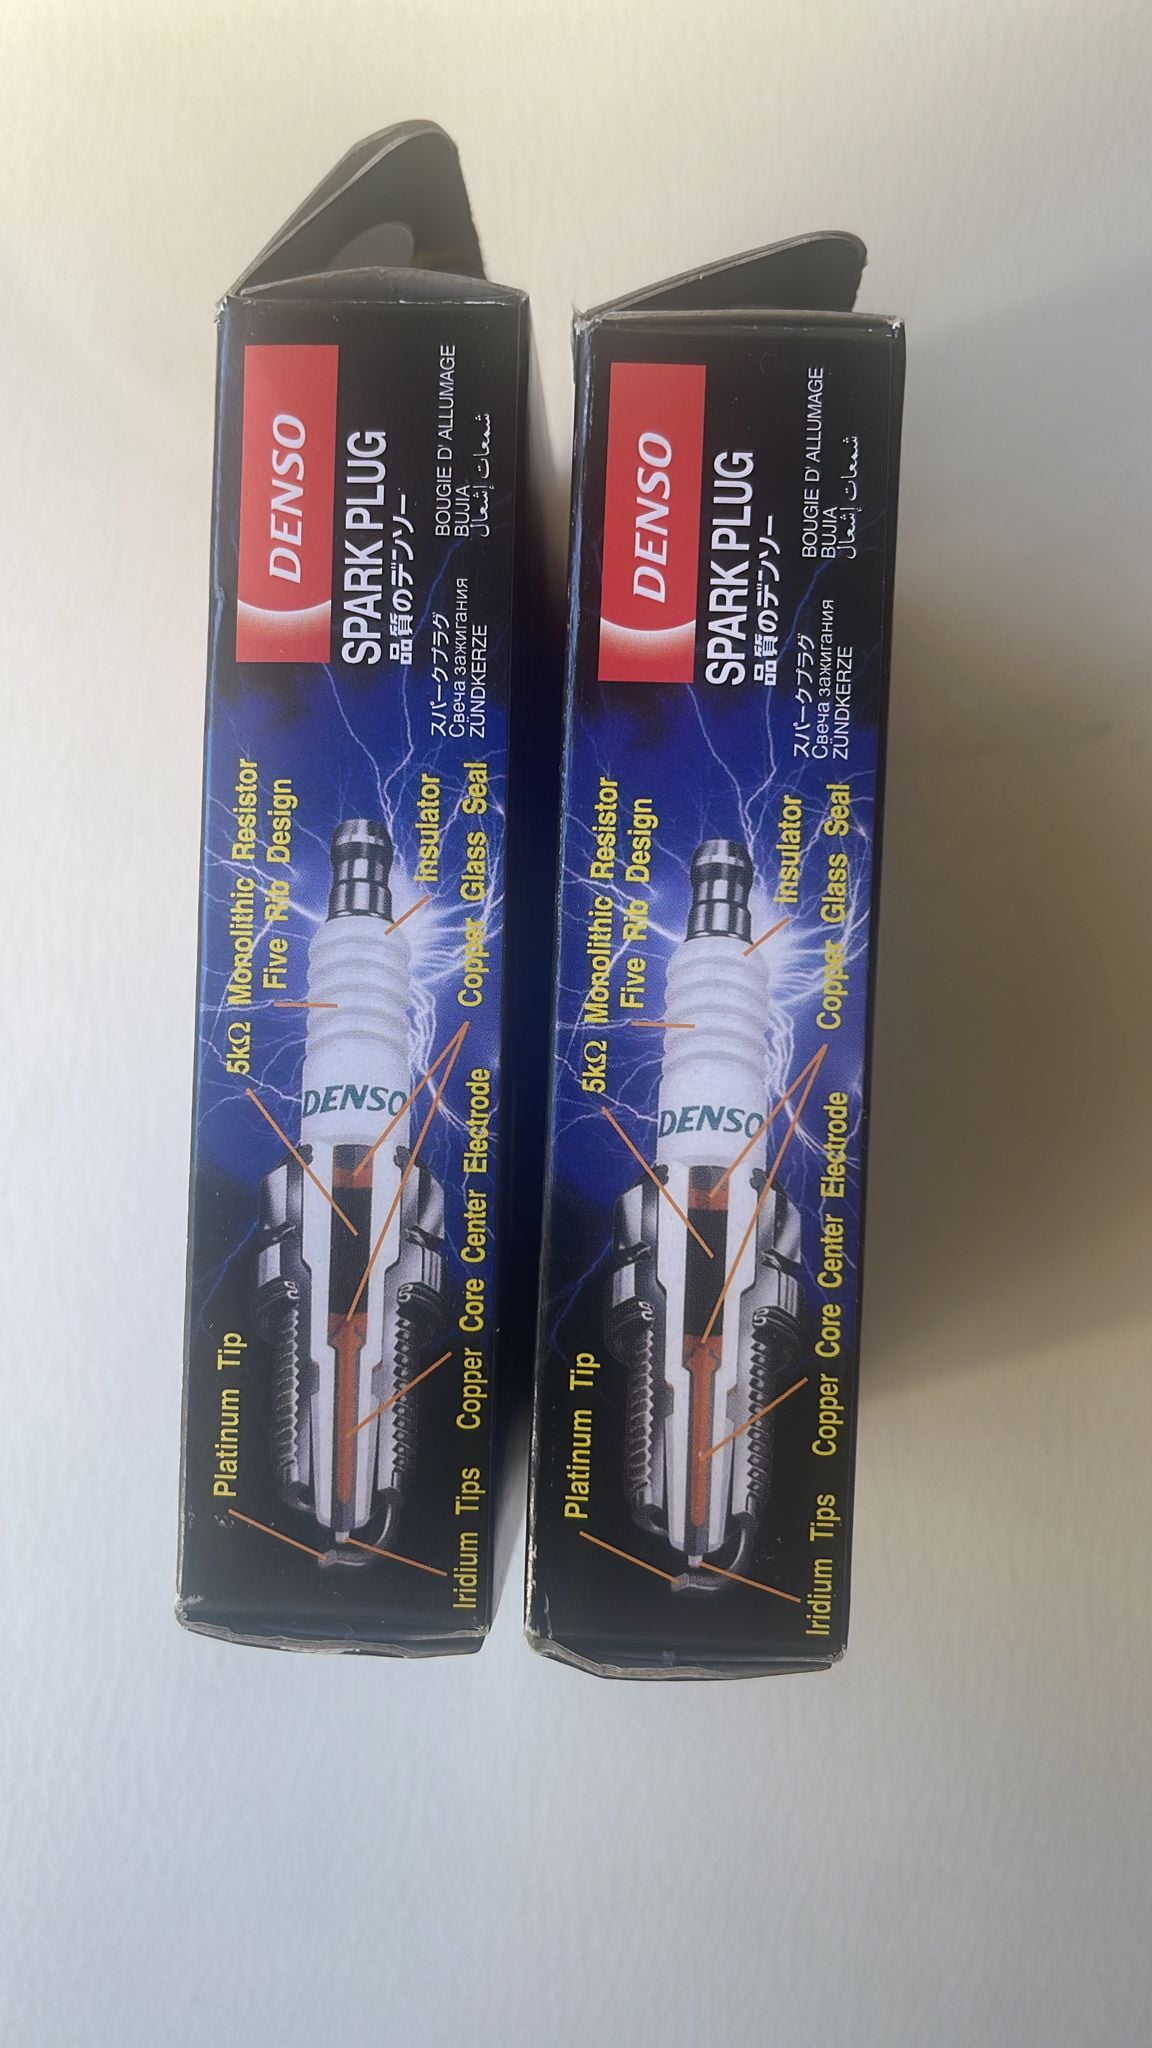 DENSO
SPARK PLUG
品質のデンソー
スパークプラグ
Свеча зажигания
ZÜNDKERZE
BOUGIE D' ALLUMAGE
BUJIA
شمعات إشعال
5kΩ Monolithic Resistor
Five Rib Design
Insulator
Copper Glass Seal
DENSO
Platinum Tip
Iridium Tips
Copper Core Center Electrode
DENSO
SPARK PLUG
品質のデンソー
スパークプラグ
Свеча зажигания
ZÜNDKERZE
BOUGIE D' ALLUMAGE
BUJIA
شمعات إشعال
5kΩ Monolithic Resistor
Five Rib Design
Insulator
Copper Glass Seal
DENSO
Platinum Tip
Iridium Tips
Copper Core Center Electrode